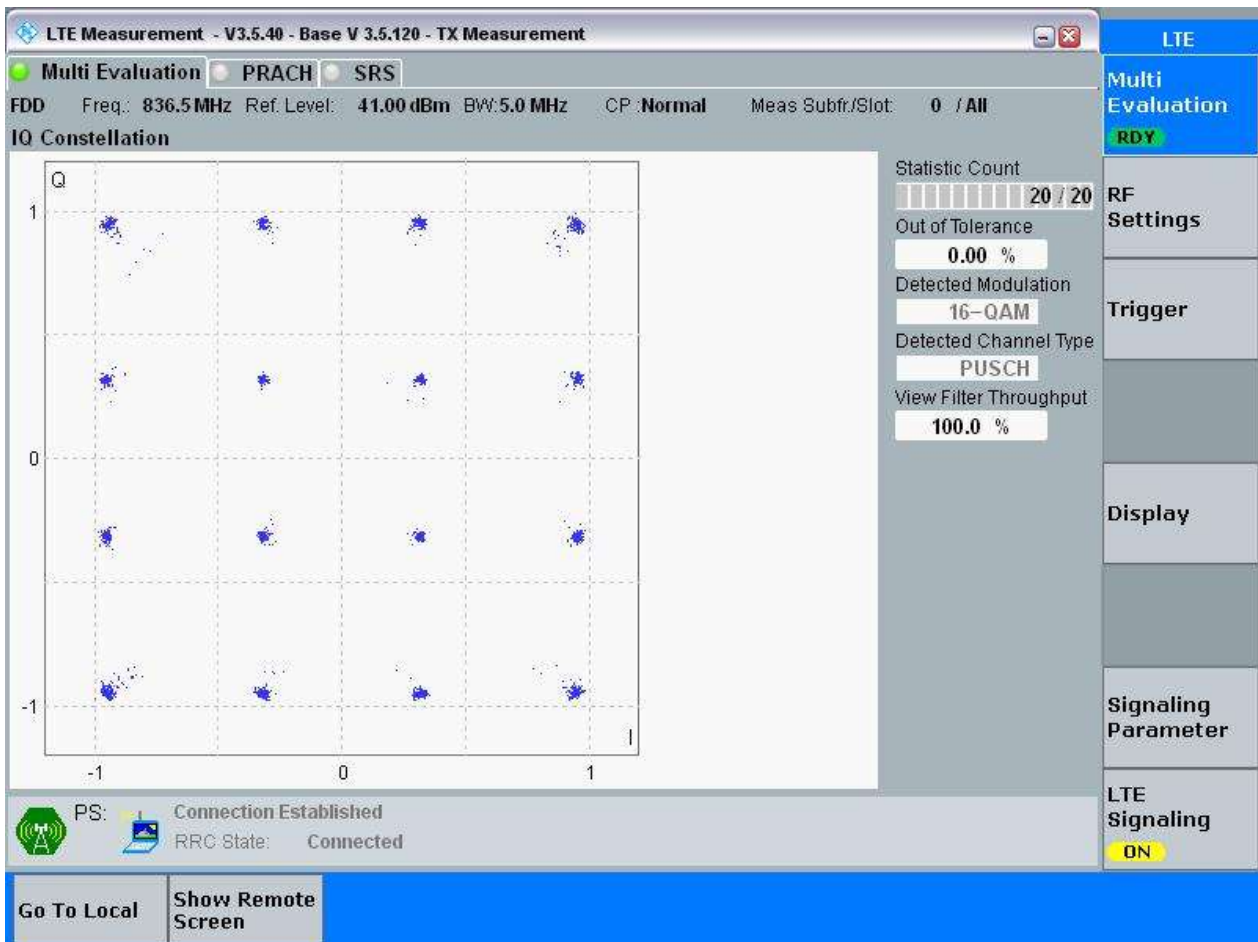 LTE Measurement - V3.5.40 - Base V 3.5.120 - TX Measurement
Multi Evaluation PRACH SRS
FDD Freq.: 836.5 MHz Ref. Level: 41.00 dBm BW:5.0 MHz CP :Normal Meas Subfr./Slot: 0 / All
IQ Constellation
Q
1
0
-1
I
-1 0 1
Statistic Count
20 / 20
Out of Tolerance
0.00 %
Detected Modulation
16-QAM
Detected Channel Type
PUSCH
View Filter Throughput
100.0 %
PS: Connection Established
RRC State: Connected
LTE
Multi
Evaluation
RDY
RF
Settings
Trigger
Display
Signaling
Parameter
LTE
Signaling
ON
Go To Local
Show Remote
Screen